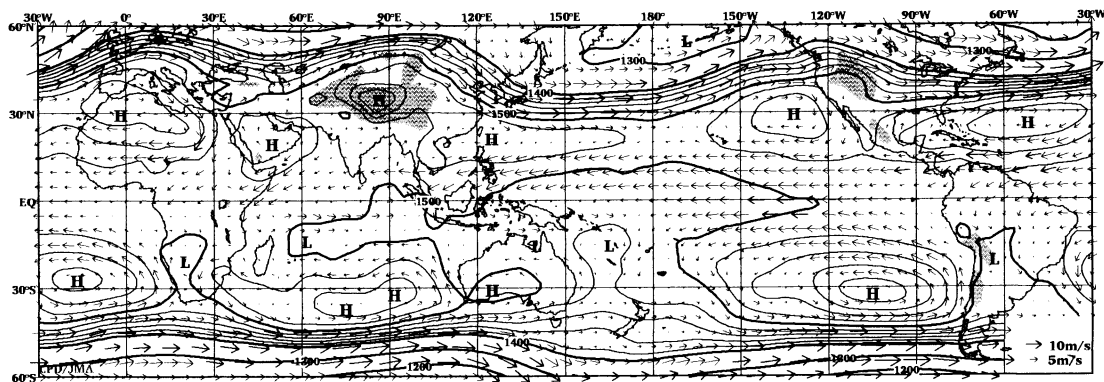 30°W 0° 30°E 60°E 90°E 120°E 150°E 180° 150°W 120°W 90°W 60°W 30°W
60°N
L 1300
1300
1400
30°N H H 1500 H H
H H
EQ 1500
L L L L L
H H H
30°S H H
1400
1300 1200 1300 1200
10m/s
5m/s
60°S CPD/JMA